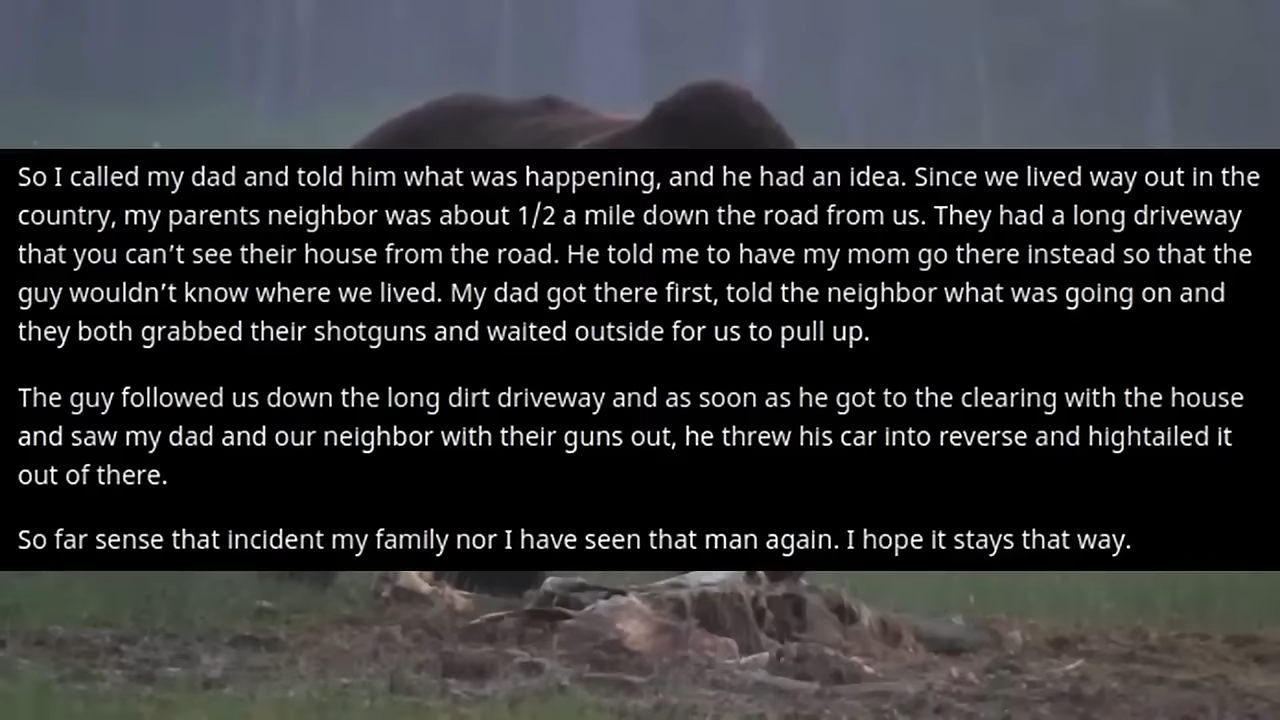 So I called my dad and told him what was happening, and he had an idea. Since we lived way out in the
country, my parents neighbor was about 1/2 a mile down the road from us. They had a long driveway
that you can’t see their house from the road. He told me to have my mom go there instead so that the
guy wouldn’t know where we lived. My dad got there first, told the neighbor what was going on and
they both grabbed their shotguns and waited outside for us to pull up.
The guy followed us down the long dirt driveway and as soon as he got to the clearing with the house
and saw my dad and our neighbor with their guns out, he threw his car into reverse and hightailed it
out of there.
So far sense that incident my family nor I have seen that man again. I hope it stays that way.